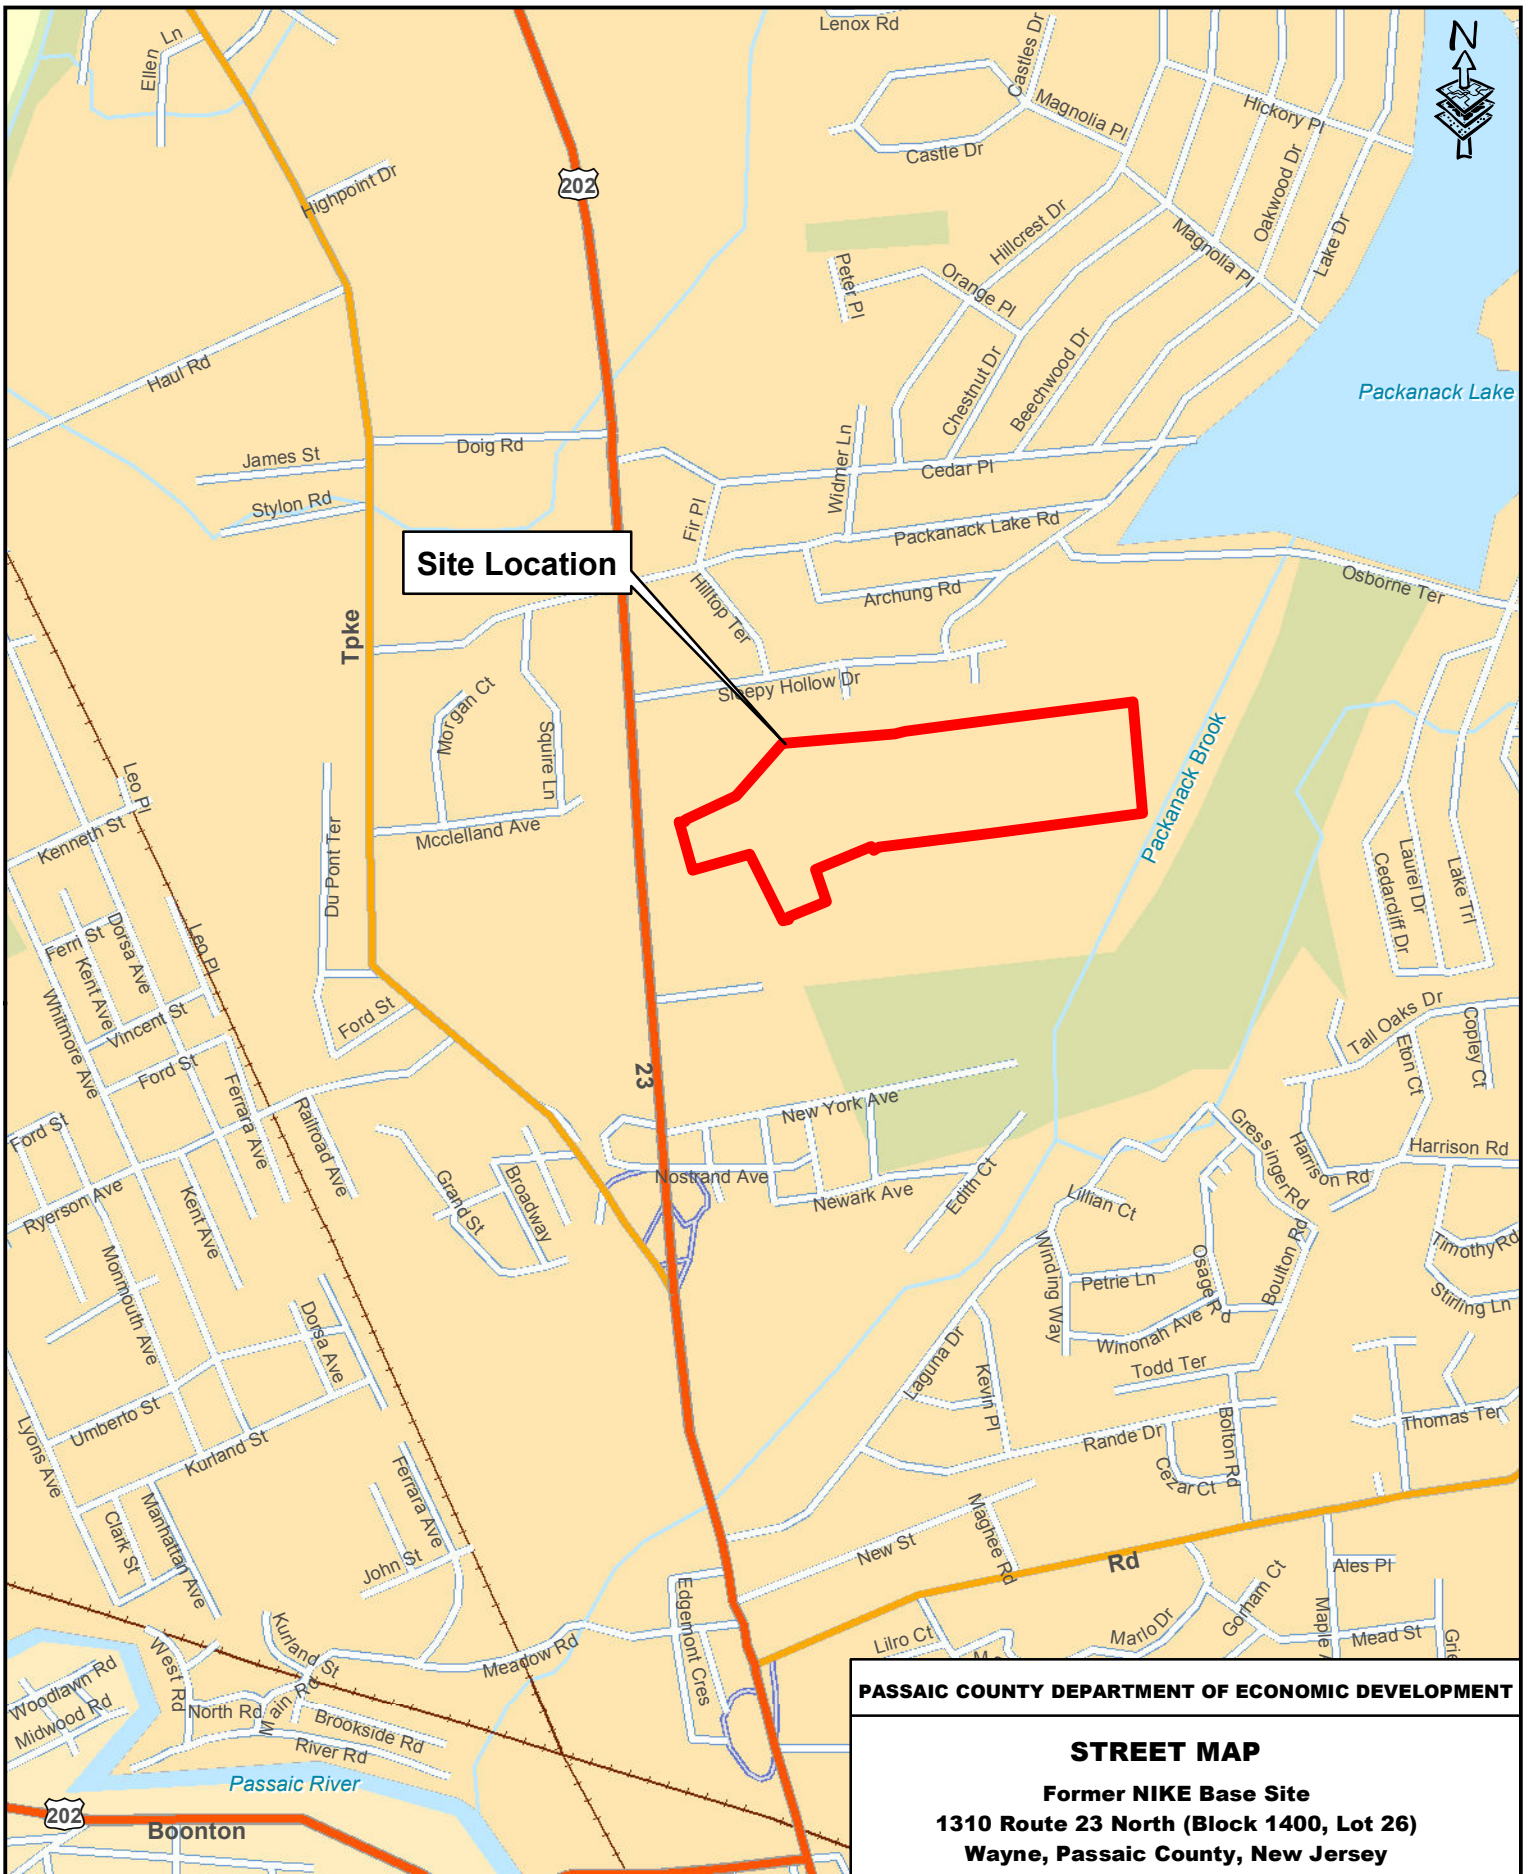 Lenox Rd
Ellen Ln
Castles Dr
N
Magnolia Pl
Hickory Pl
Castle Dr
Highpoint Dr
202
Oakwood Dr
Hillcrest Dr
Lake Dr
Magnolia Pl
Peter Pl
Orange Pl
Haul Rd
Chestnut Dr
Beechwood Dr
Packanack Lake
Doig Rd
James St
Widmer Ln
Cedar Pl
Stylon Rd
Fir Pl
Packanack Lake Rd
Site Location
Osborne Ter
Archung Rd
Hilltop Ter
Tpke
Sleepy Hollow Dr
Morgan Ct
Squire Ln
Packanack Brook
Leo Pl
Kenneth St
Mcclelland Ave
Du Pont Ter
Laurel Dr
Lake Trl
Cedarcliff Dr
Ferri St
Dorsa Ave
Leo Pl
Kent Ave
Whitmore Ave
Vincent St
Ford St
Tall Oaks Dr
Copley Ct
Eton Ct
Ford St
23
Ferrara Ave
Railroad Ave
New York Ave
Ford St
Gressinger Rd
Harrison Rd
Harrison Rd
Nostrand Ave
Newark Ave
Edith Ct
Lillian Ct
Grand St
Broadway
Ryerson Ave
Kent Ave
Monmouth Ave
Winding Way
Petrie Ln
Osage Rd
Boulton Rd
Timothy Rd
Stirling Ln
Winonah Ave
Dorsa Ave
Laguna Dr
Kevin Pl
Todd Ter
Umberto St
Lyons Ave
Kurland St
Rande Dr
Bolton Rd
Thomas Ter
Cezar Ct
Ferrara Ave
Manhattan Ave
Clark St
Maghee Rd
New St
John St
Rd
Ales Pl
Gorham Ct
Edgemont Cres
Marlo Dr
Maple
Mead St
Lilro Ct
Kurland St
West Rd
Meadow Rd
Woodlawn Rd
Midwood Rd
North Rd
Main Rd
Brookside Rd
River Rd
Passaic River
202
Boonton
PASSAIC COUNTY DEPARTMENT OF ECONOMIC DEVELOPMENT
STREET MAP
Former NIKE Base Site
1310 Route 23 North (Block 1400, Lot 26)
Wayne, Passaic County, New Jersey